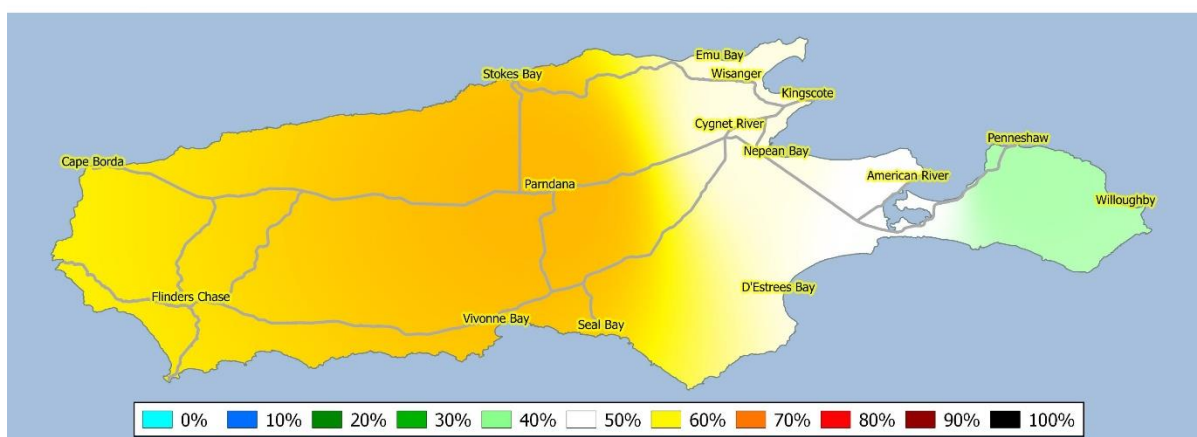 Emu Bay
Stokes Bay
Wisanger
Kingscote
Cygnet River
Penneshaw
Nepean Bay
Cape Borda
American River
Parndana
Willoughby
D'Estrees Bay
Flinders Chase
Vivonne Bay
Seal Bay
0% 10% 20% 30% 40% 50% 60% 70% 80% 90% 100%